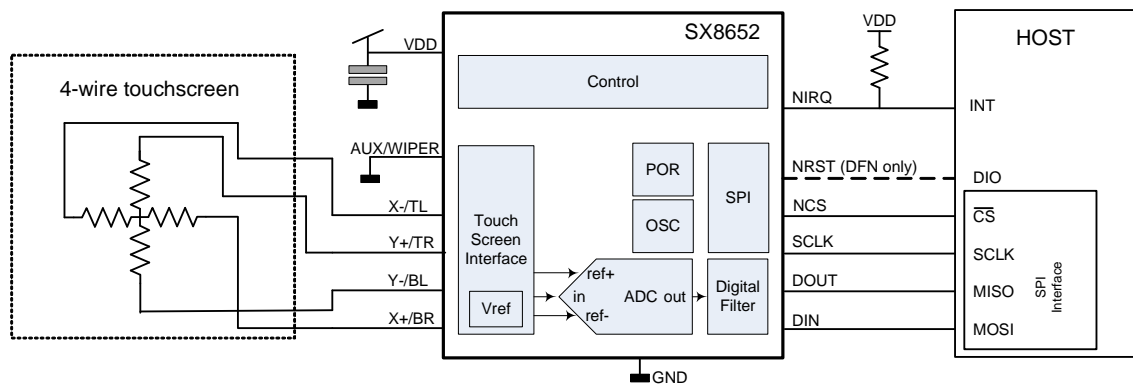 SX8652
VDD
HOST
VDD
4-wire touchscreen
Control
NIRQ
INT
AUX/WIPER
POR
SPI
NRST (DFN only)
DIO
X-/TL
Touch
Screen
Interface
OSC
NCS
CS
Y+/TR
SCLK
SCLK
Y-/BL
ref+
in
ref-
ADC out
Digital
Filter
DOUT
MISO
SPI
Interface
Vref
X+/BR
DIN
MOSI
GND